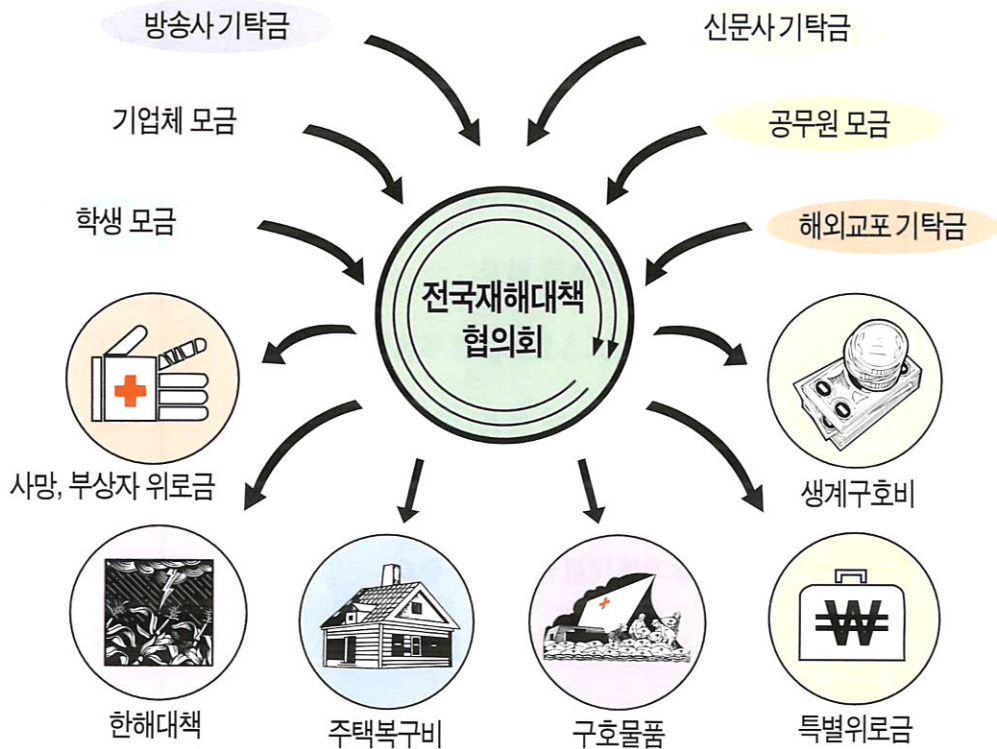 방송사 기탁금
신문사 기탁금
기업체 모금
공무원 모금
학생 모금
해외교포 기탁금
전국재해대책
협의회
사망, 부상자 위로금
생계구호비
한해대책
주택복구비
구호물품
특별위로금